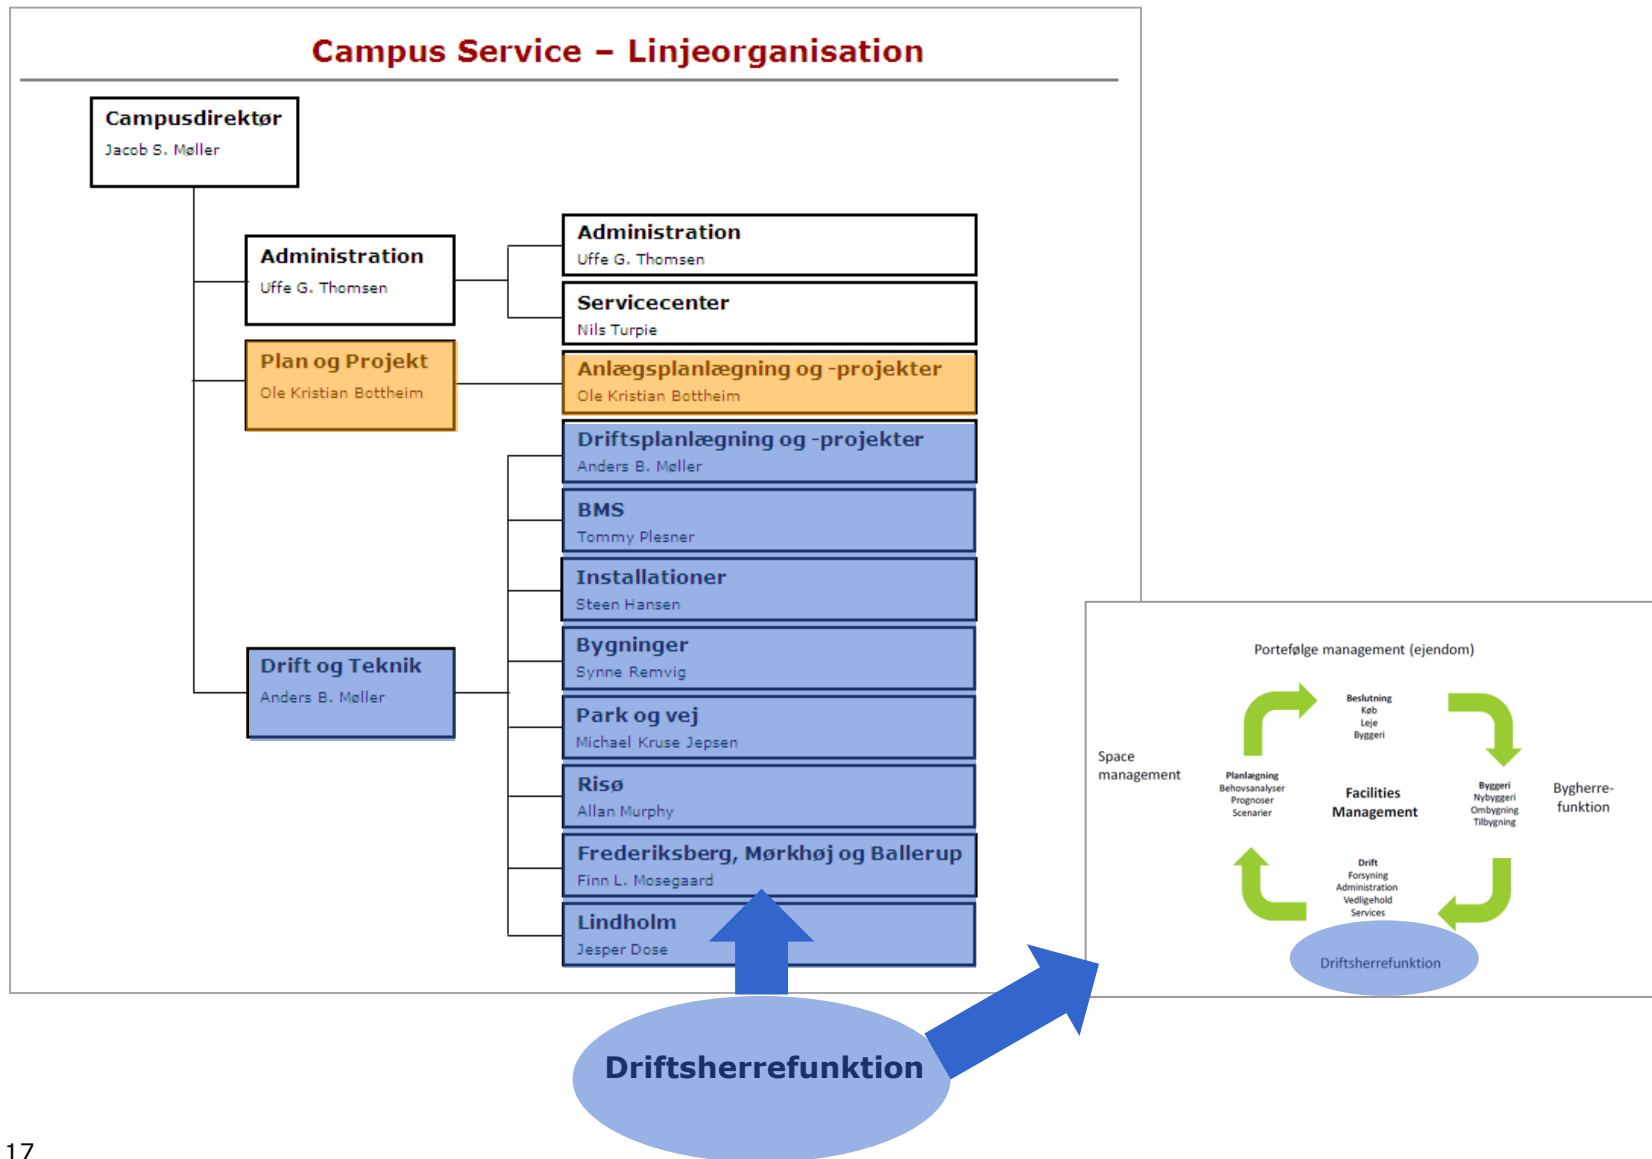 Campus Service – Linjeorganisation
Campusdirektør
Jacob S. Møller
Administration
Uffe G. Thomsen
Administration
Uffe G. Thomsen
Servicecenter
Nils Turpie
Plan og Projekt
Ole Kristian Bottheim
Anlægsplanlægning og -projekter
Ole Kristian Bottheim
Drift og Teknik
Anders B. Møller
Driftsplanlægning og -projekter
Anders B. Møller
BMS
Tommy Plesner
Installationer
Steen Hansen
Bygninger
Synne Remvig
Park og vej
Michael Kruse Jepsen
Risø
Allan Murphy
Frederiksberg, Mørkhøj og Ballerup
Finn L. Mosegaard
Lindholm
Jesper Dose
Driftsherrefunktion
Portefølge management (ejendom)
Beslutning
Køb
Leje
Byggeri
Space
management
Planlægning
Behovsanalyser
Prognoser
Scenarier
Facilities
Management
Byggeri
Nybyggeri
Ombygning
Tilbygning
Bygherre-
funktion
Drift
Forsyning
Administration
Vedligehold
Services
Driftsherrefunktion
17